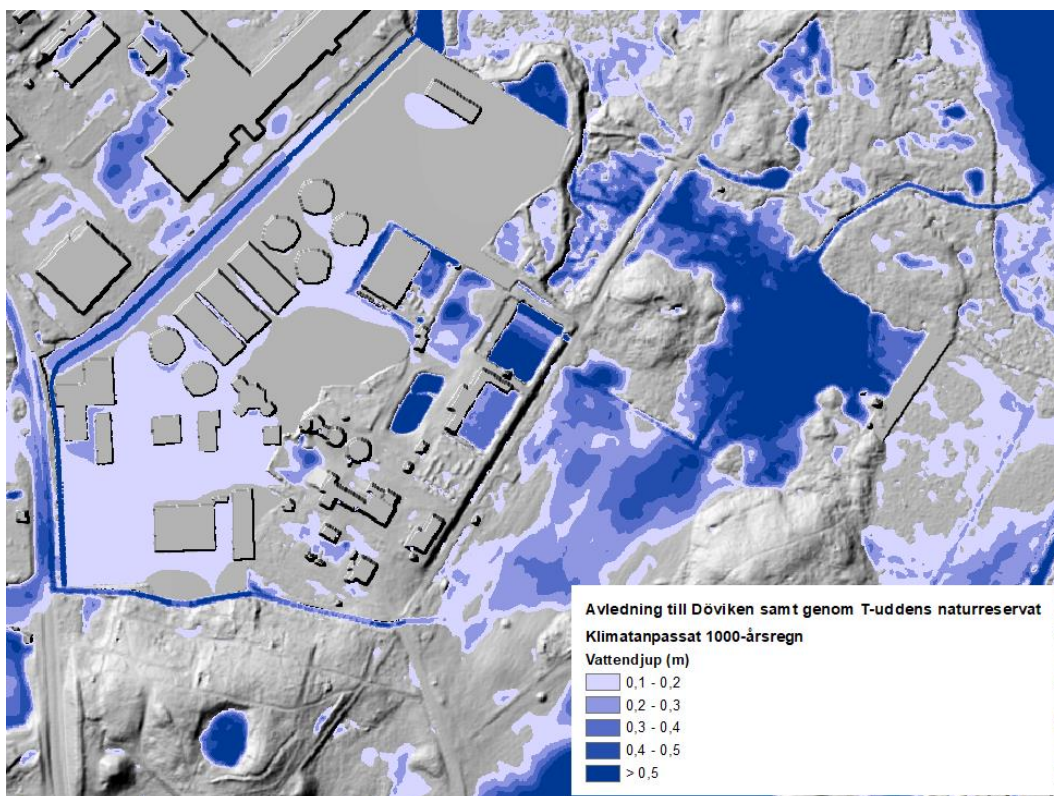 Avledning till Döviken samt genom T-uddens naturreservat
Klimatanpassat 1000-årsregn
Vattendjup (m)
0,1 - 0,2
0,2 - 0,3
0,3 - 0,4
0,4 - 0,5
> 0,5